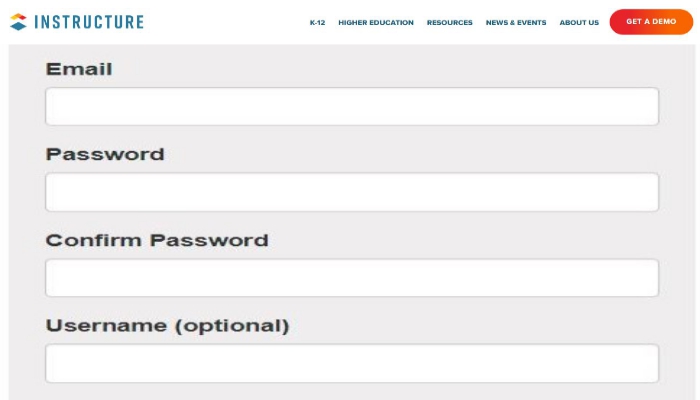 INSTRUCTURE
K-12 HIGHER EDUCATION RESOURCES NEWS & EVENTS ABOUT US GET A DEMO
Email
Password
Confirm Password
Username (optional)